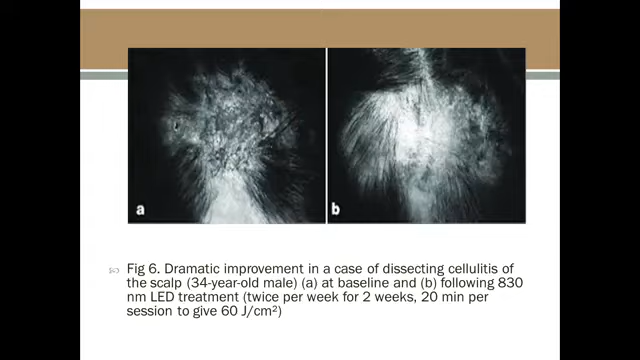 a b
Fig 6. Dramatic improvement in a case of dissecting cellulitis of
the scalp (34-year-old male) (a) at baseline and (b) following 830
nm LED treatment (twice per week for 2 weeks, 20 min per
session to give 60 J/cm²)